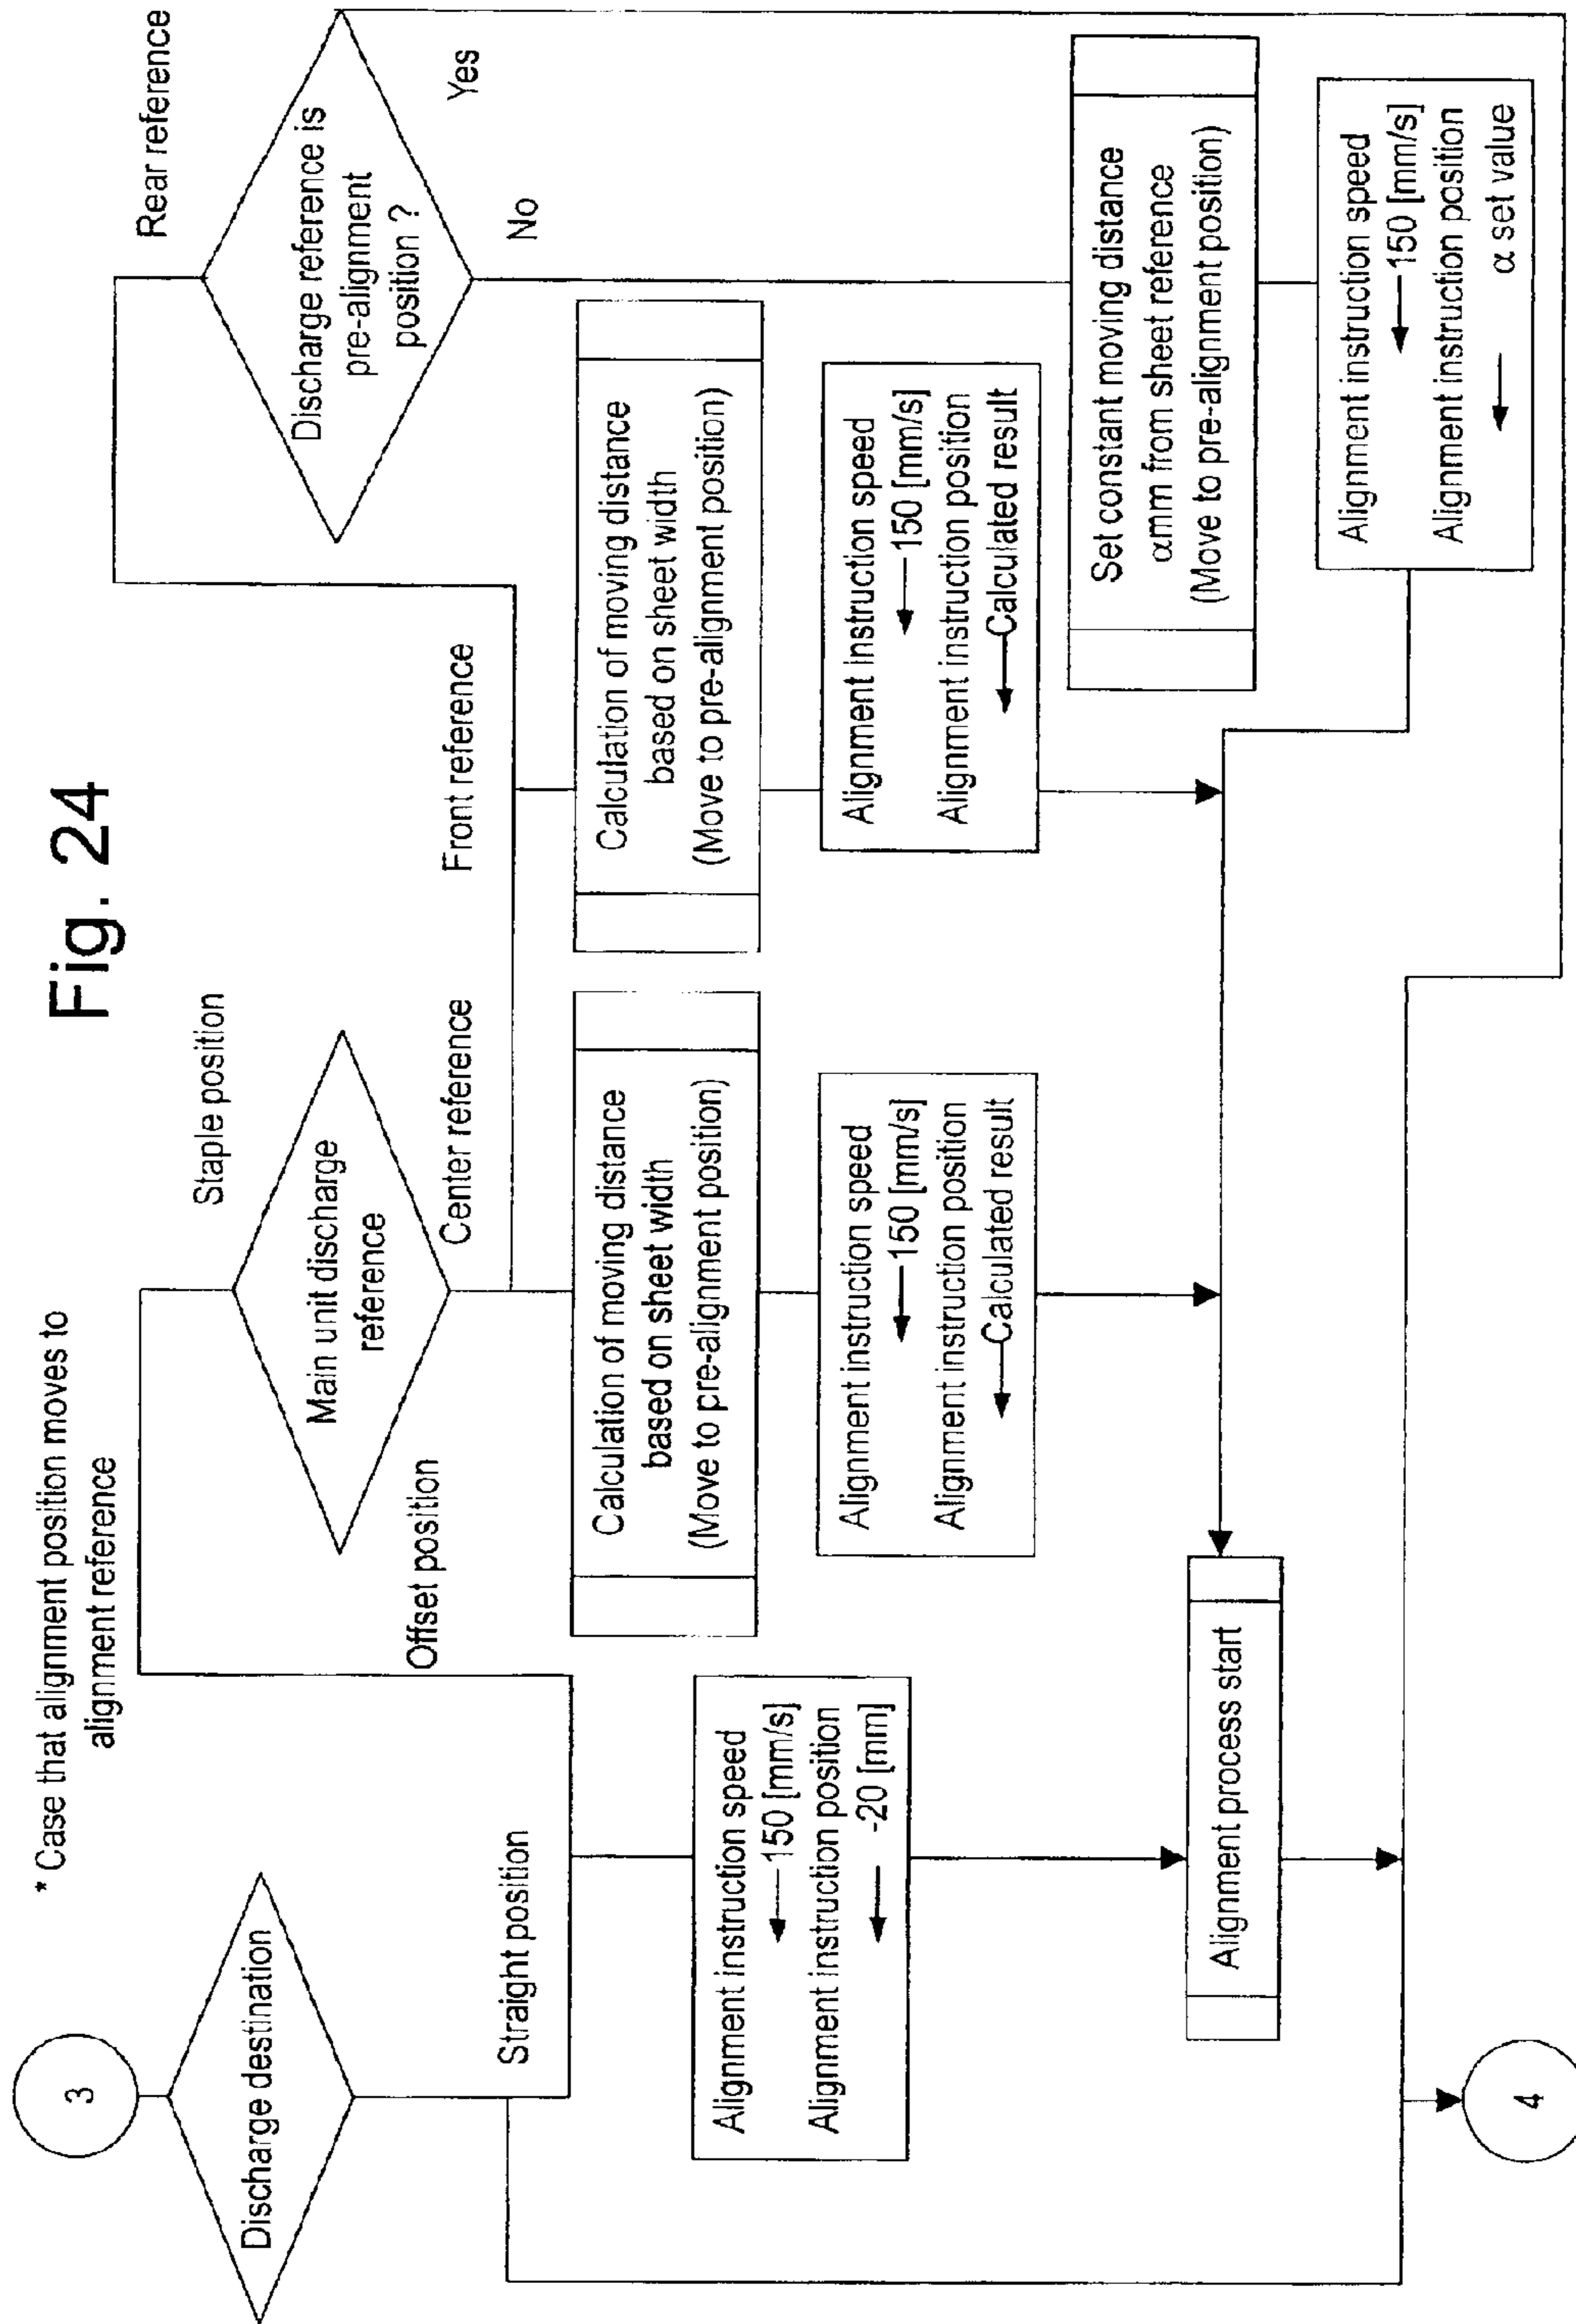 Fig. 24
* Case that alignment position moves to
alignment reference
3
Discharge destination
Straight position
Offset position
Staple position
Main unit discharge
reference
Center reference
Front reference
Rear reference
Discharge reference is
pre-alignment
position ?
Yes
No
Alignment instruction speed
← 150 [mm/s]
Alignment instruction position
← -20 [mm]
Calculation of moving distance
based on sheet width
(Move to pre-alignment position)
Alignment instruction speed
← 150 [mm/s]
Alignment instruction position
← Calculated result
Calculation of moving distance
based on sheet width
(Move to pre-alignment position)
Alignment instruction speed
← 150 [mm/s]
Alignment instruction position
← Calculated result
Set constant moving distance
αmm from sheet reference
(Move to pre-alignment position)
Alignment instruction speed
← 150 [mm/s]
Alignment instruction position
← α set value
Alignment process start
4